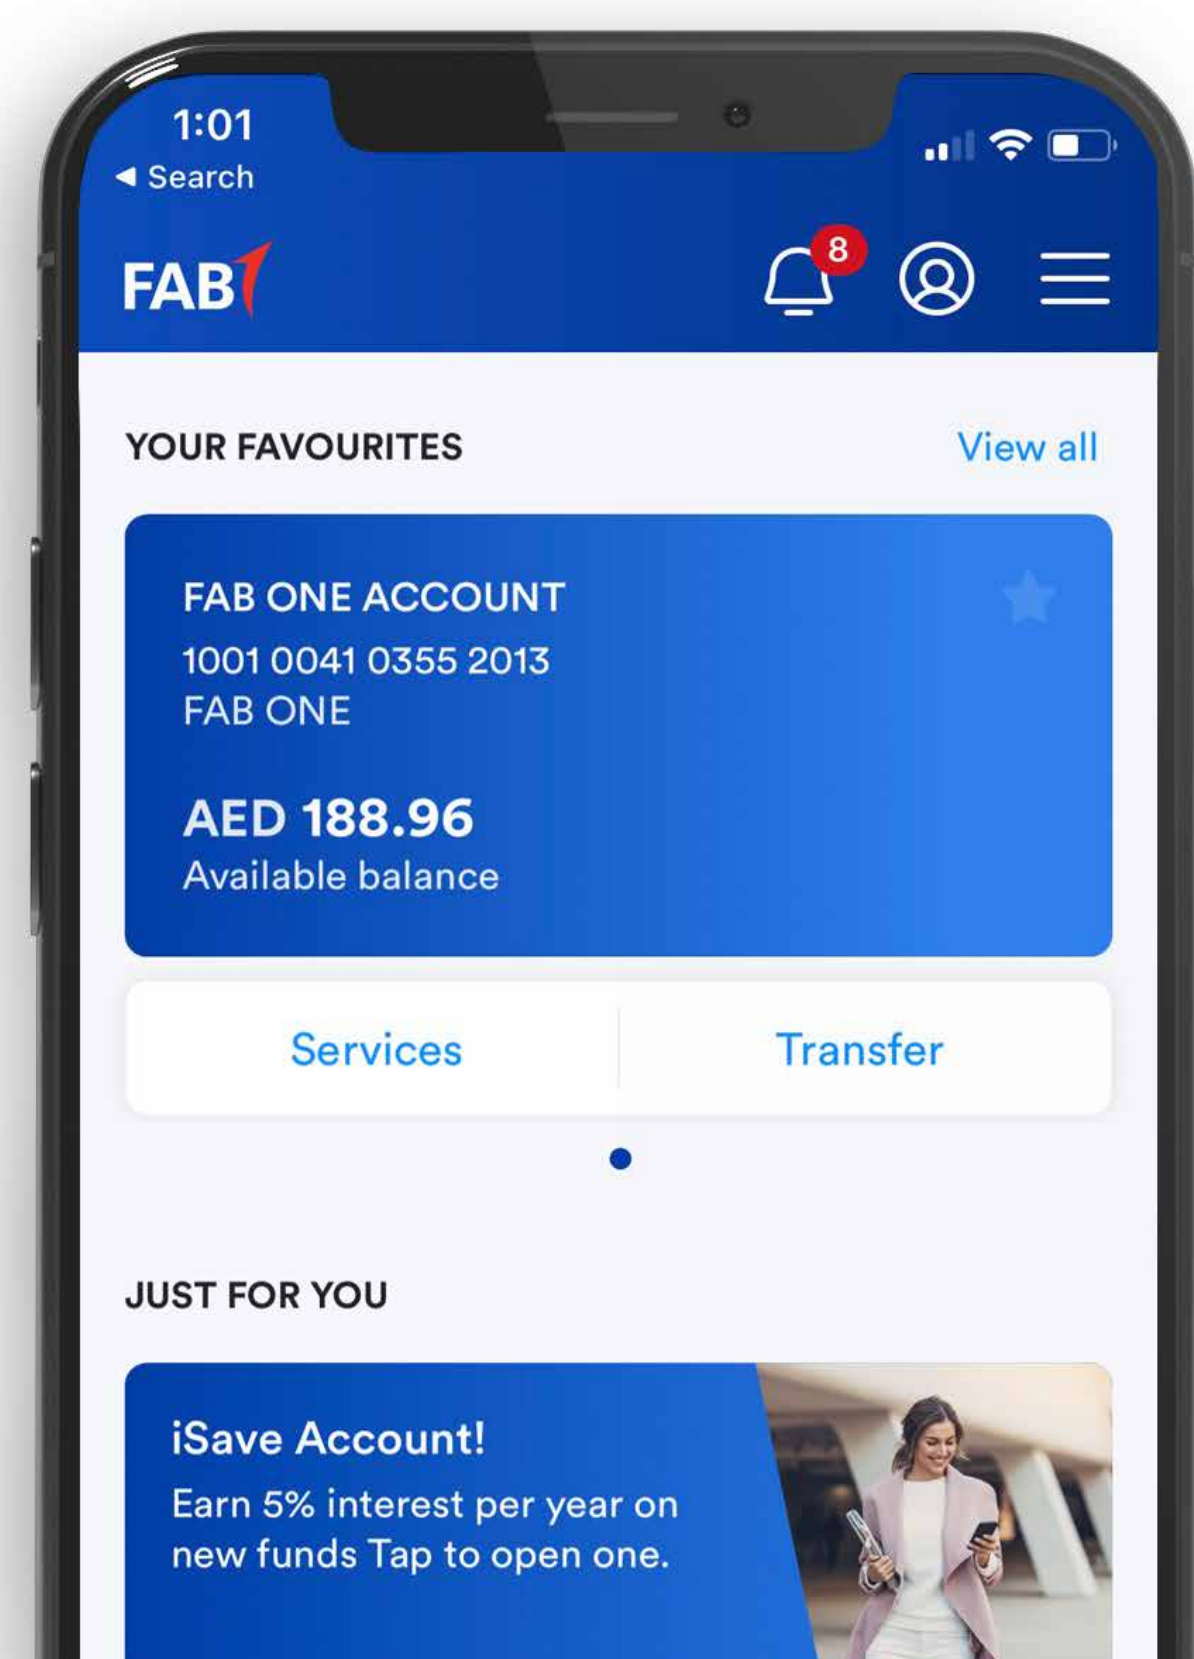 1:01
◀ Search
FAB
8
YOUR FAVOURITES
View all
FAB ONE ACCOUNT
1001 0041 0355 2013
FAB ONE
AED 188.96
Available balance
Services
Transfer
JUST FOR YOU
iSave Account!
Earn 5% interest per year on
new funds Tap to open one.